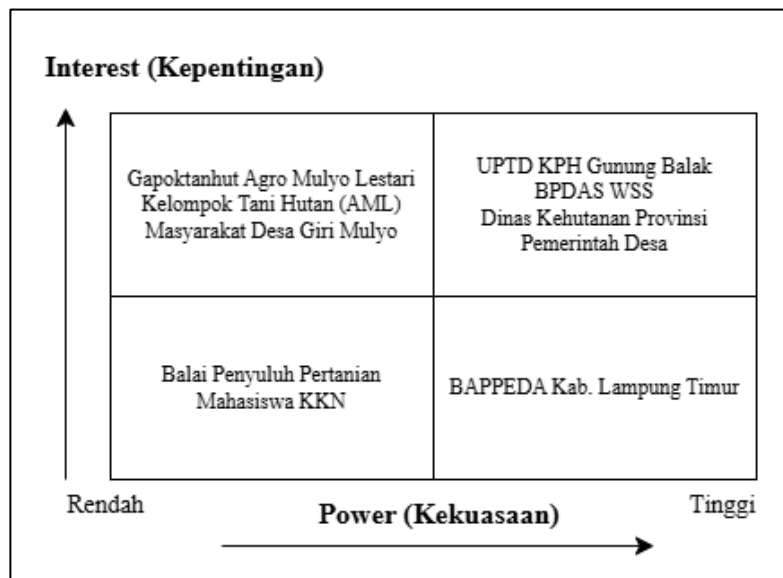 Interest (Kepentingan)
Gapoktanhut Agro Mulyo Lestari
Kelompok Tani Hutan (AML)
Masyarakat Desa Giri Mulyo
UPTD KPH Gunung Balak
BPDAS WSS
Dinas Kehutanan Provinsi
Pemerintah Desa
Balai Penyuluh Pertanian
Mahasiswa KKN
BAPPEDA Kab. Lampung Timur
Rendah
Power (Kekuasaan)
Tinggi